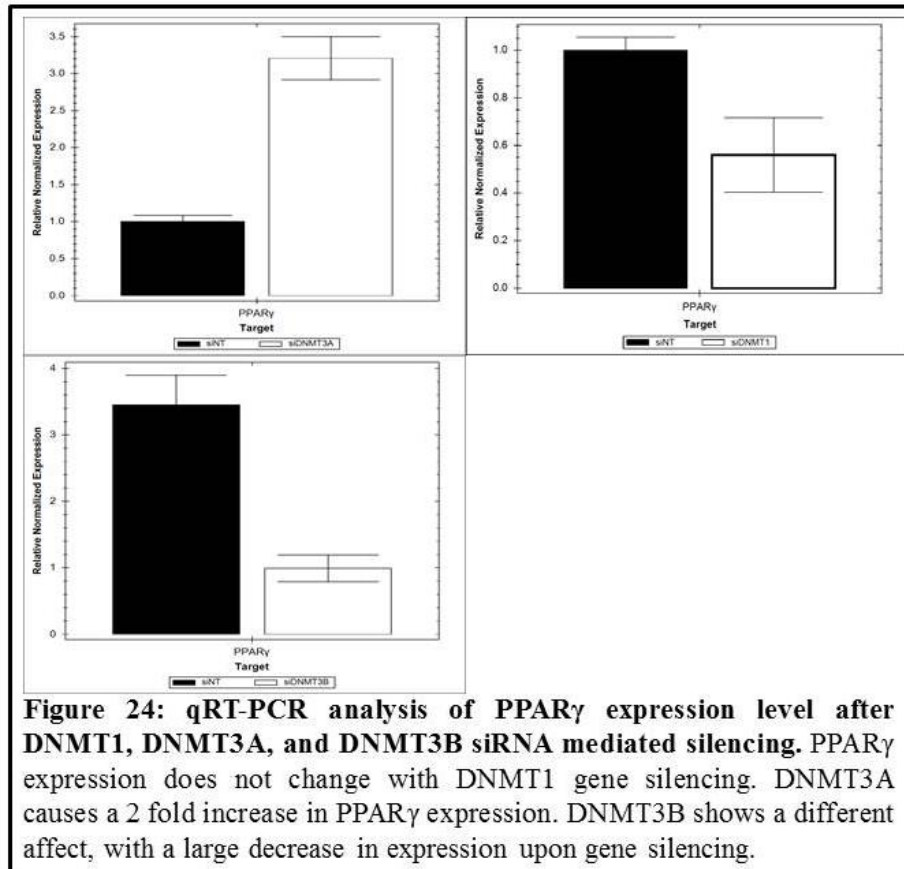 Relative Normalized Expression
3.5
3.0
2.5
2.0
1.5
1.0
0.5
0.0
PPARγ
Target
siNT siDNMT3A
Relative Normalized Expression
1.0
0.8
0.6
0.4
0.2
0.0
PPARγ
Target
siNT siDNMT1
Relative Normalized Expression
4
3
2
1
0
PPARγ
Target
siNT siDNMT3B
Figure 24: qRT-PCR analysis of PPARγ expression level after
DNMT1, DNMT3A, and DNMT3B siRNA mediated silencing. PPARγ
expression does not change with DNMT1 gene silencing. DNMT3A
causes a 2 fold increase in PPARγ expression. DNMT3B shows a different
affect, with a large decrease in expression upon gene silencing.